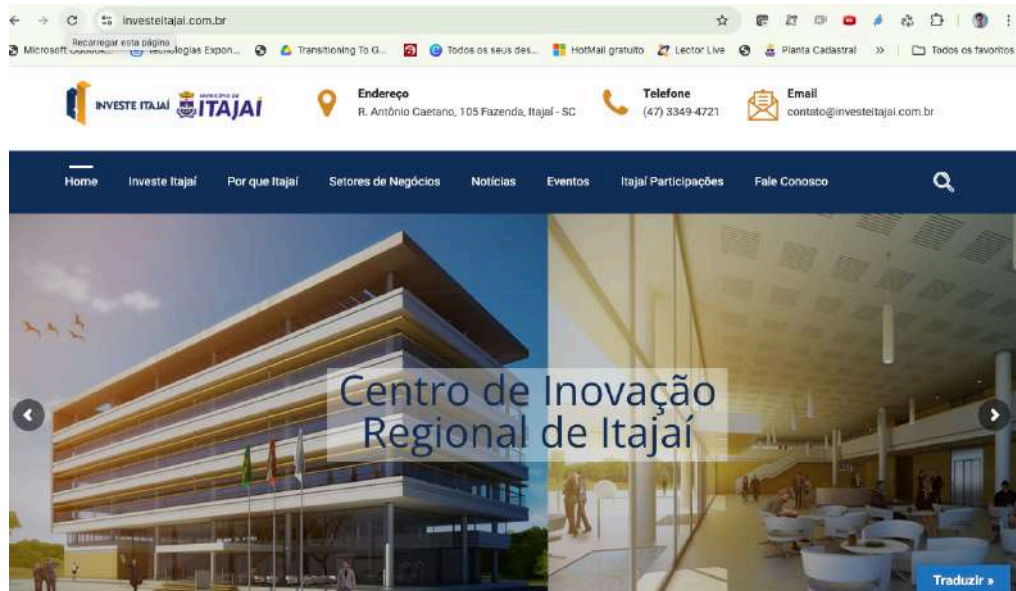 investeitajai.com.br
Recarregar esta página
Microsoft Outlook... Tecnologias Expon... Transitioning To G... Todos os seus des... HotMail gratuito Lector Live Planta Cadastral » Todos os favoritos
INVESTE ITAJAÍ MUNICÍPIO DE ITAJAÍ
Endereço
R. Antônio Caetano, 105 Fazenda, Itajaí - SC
Telefone
(47) 3349-4721
Email
contato@investeitajai.com.br
Home Investe Itajaí Por que Itajaí Setores de Negócios Notícias Eventos Itajaí Participações Fale Conosco
Centro de Inovação
Regional de Itajaí
Traduzir »